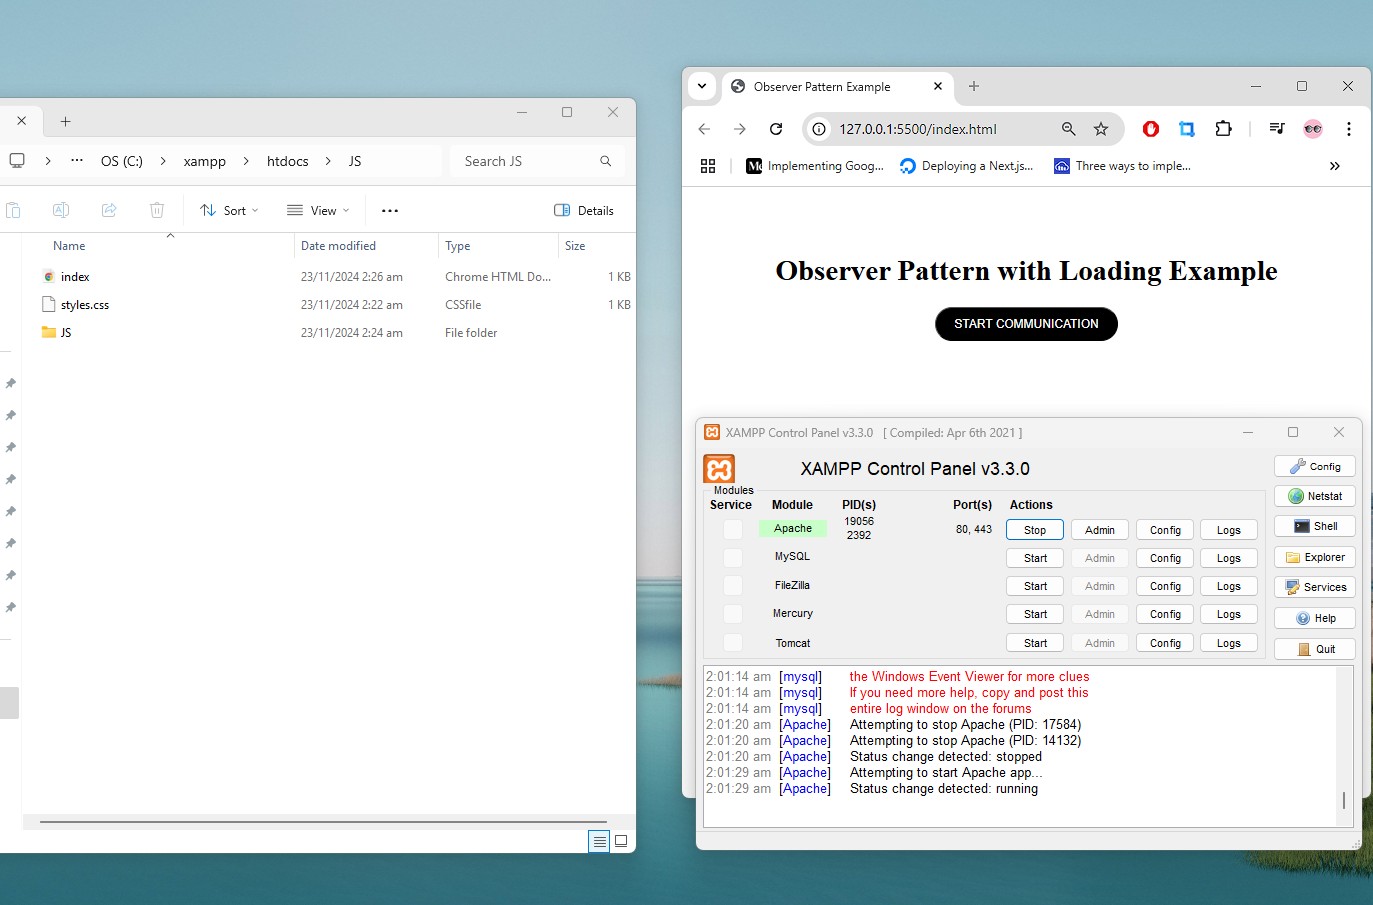 OS (C:) xampp htdocs JS
Search JS
Sort View Details
Name Date modified Type Size
index 23/11/2024 2:26 am Chrome HTML Do... 1 KB
styles.css 23/11/2024 2:22 am CSSfile 1 KB
JS 23/11/2024 2:24 am File folder
Observer Pattern Example
127.0.0.1:5500/index.html
Implementing Goog... Deploying a Next.js... Three ways to imple...
Observer Pattern with Loading Example
START COMMUNICATION
XAMPP Control Panel v3.3.0 [ Compiled: Apr 6th 2021 ]
XAMPP Control Panel v3.3.0
Modules
Service Module PID(s) Port(s) Actions
Apache 19056 2392 80, 443 Stop Admin Config Logs
MySQL Start Admin Config Logs
FileZilla Start Admin Config Logs
Mercury Start Admin Config Logs
Tomcat Start Admin Config Logs
Config
Netstat
Shell
Explorer
Services
Help
Quit
2:01:14 am [mysql] the Windows Event Viewer for more clues
2:01:14 am [mysql] If you need more help, copy and post this
2:01:14 am [mysql] entire log window on the forums
2:01:20 am [Apache] Attempting to stop Apache (PID: 17584)
2:01:20 am [Apache] Attempting to stop Apache (PID: 14132)
2:01:20 am [Apache] Status change detected: stopped
2:01:29 am [Apache] Attempting to start Apache app...
2:01:29 am [Apache] Status change detected: running